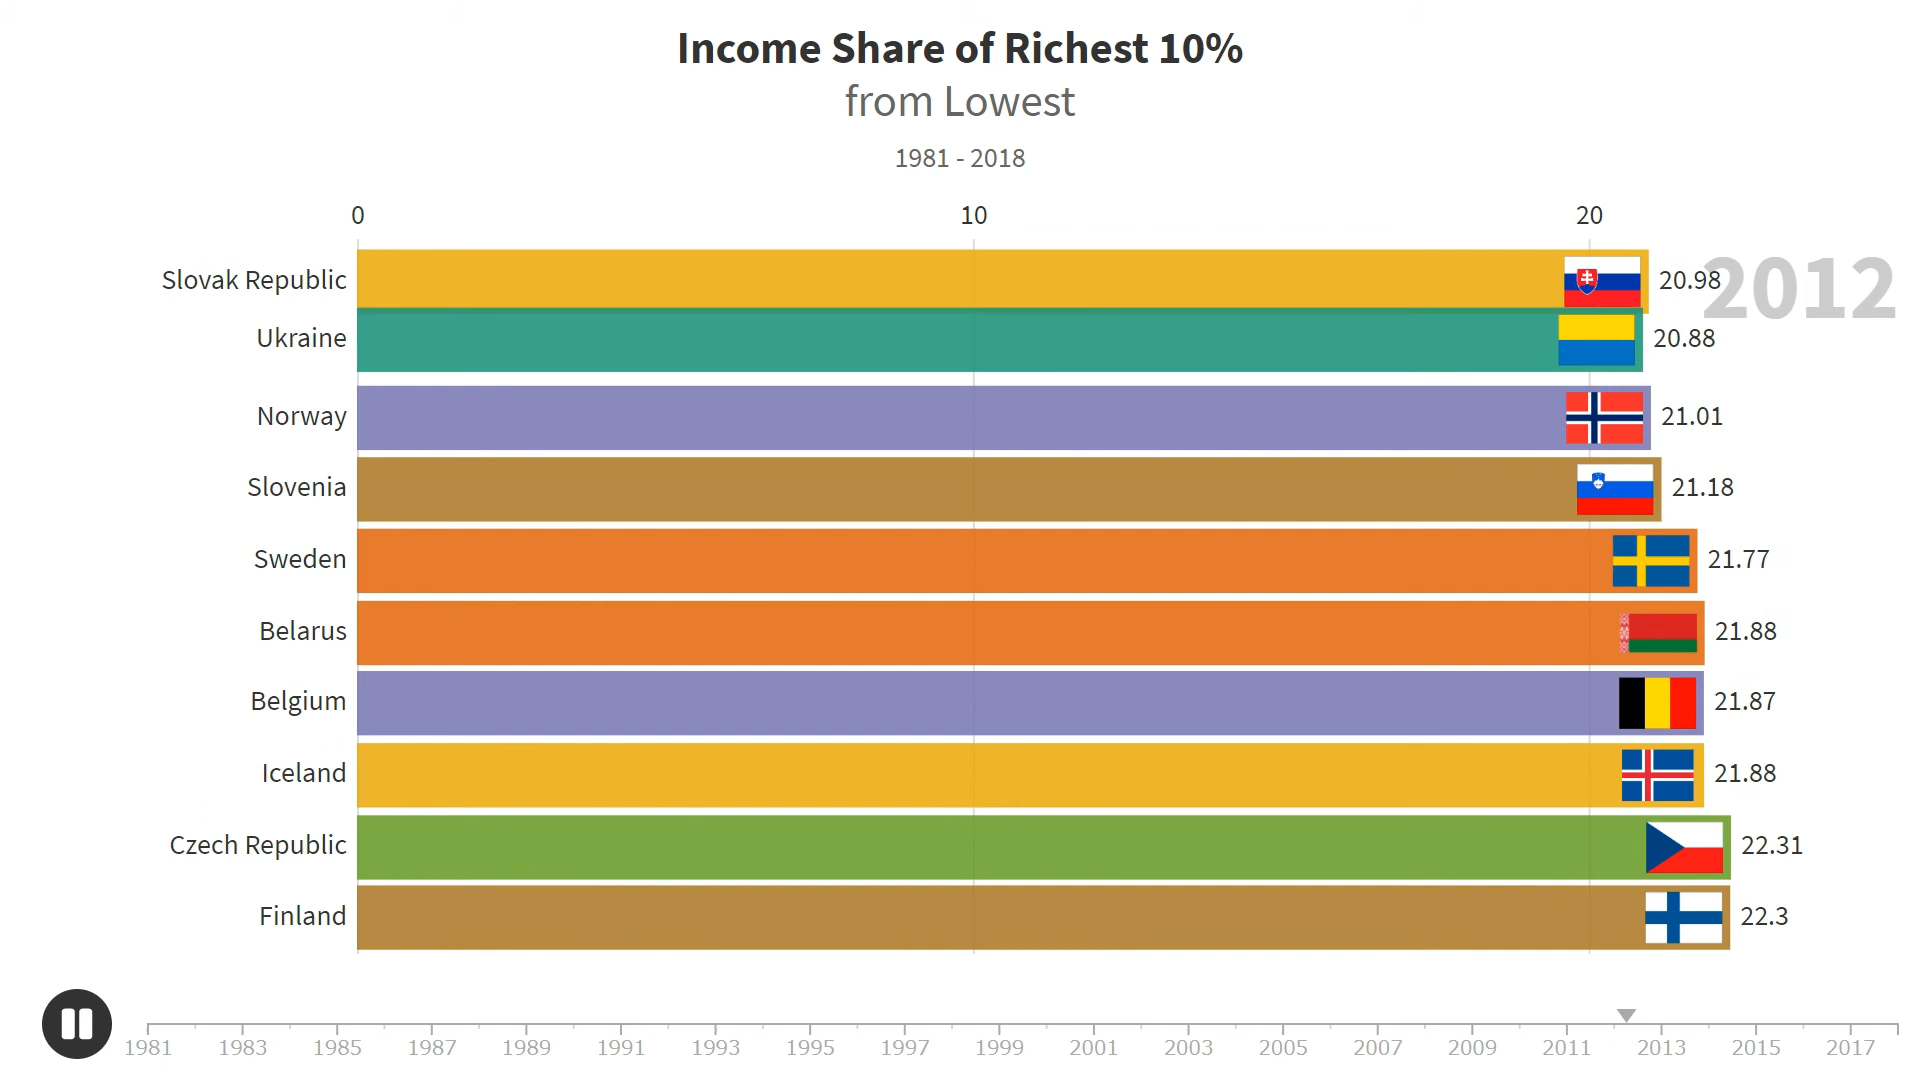 Income Share of Richest 10%
from Lowest
1981 - 2018
0 10 20
2012
Slovak Republic 20.98
Ukraine 20.88
Norway 21.01
Slovenia 21.18
Sweden 21.77
Belarus 21.88
Belgium 21.87
Iceland 21.88
Czech Republic 22.31
Finland 22.3
1981 1983 1985 1987 1989 1991 1993 1995 1997 1999 2001 2003 2005 2007 2009 2011 2013 2015 2017